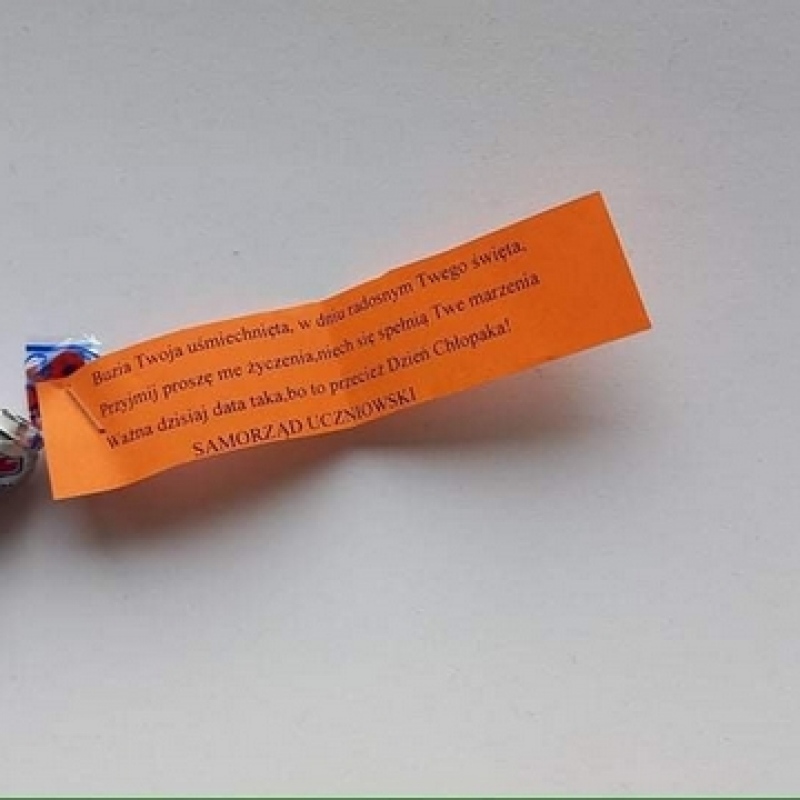 Buzia Twoja uśmiechnięta, w dniu radosnym Twego święta,
Przyjmij proszę me życzenia,niech się spełnią Twe marzenia
Ważna dzisiaj data taka,bo to przecież Dzień Chłopaka!
SAMORZĄD UCZNIOWSKI